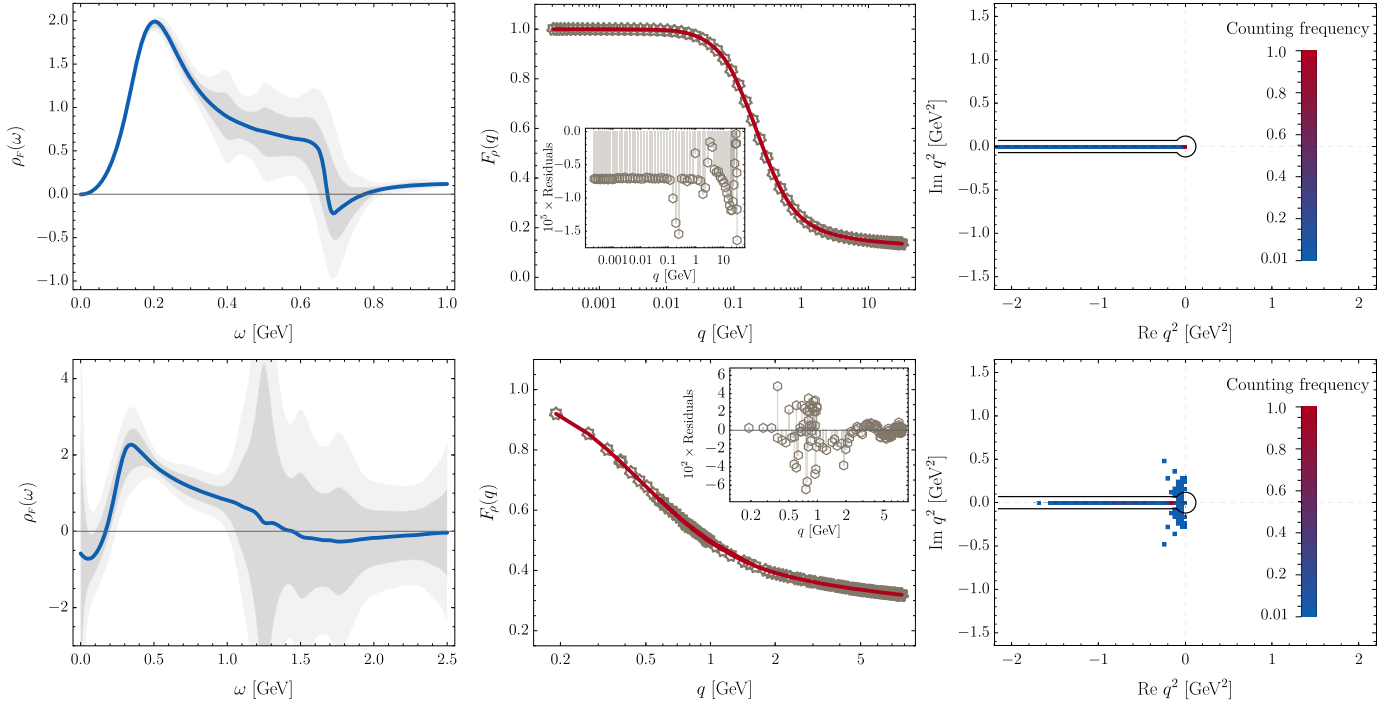 2.0
1.5
1.0
0.5
0.0
−0.5
−1.0
ρF(ω)
0.0 0.2 0.4 0.6 0.8 1.0
ω [GeV]
1.0
0.8
0.6
0.4
0.2
0.0
Fρ(q)
0.001 0.01 0.1 1 10
q [GeV]
0.0
−0.5
−1.0
−1.5
10⁵ × Residuals
0.001 0.01 0.1 1 10
q [GeV]
1.5
1.0
0.5
0.0
−0.5
−1.0
−1.5
Im q² [GeV²]
−2 −1 0 1 2
Re q² [GeV²]
Counting frequency
1.0
0.8
0.6
0.4
0.2
0.01
4
2
0
−2
ρF(ω)
0.0 0.5 1.0 1.5 2.0 2.5
ω [GeV]
1.0
0.8
0.6
0.4
0.2
Fρ(q)
0.2 0.5 1 2 5
q [GeV]
6
4
2
0
−2
−4
−6
10² × Residuals
0.2 0.5 1 2 5
q [GeV]
1.5
1.0
0.5
0.0
−0.5
−1.0
−1.5
Im q² [GeV²]
−2 −1 0 1 2
Re q² [GeV²]
Counting frequency
1.0
0.8
0.6
0.4
0.2
0.01